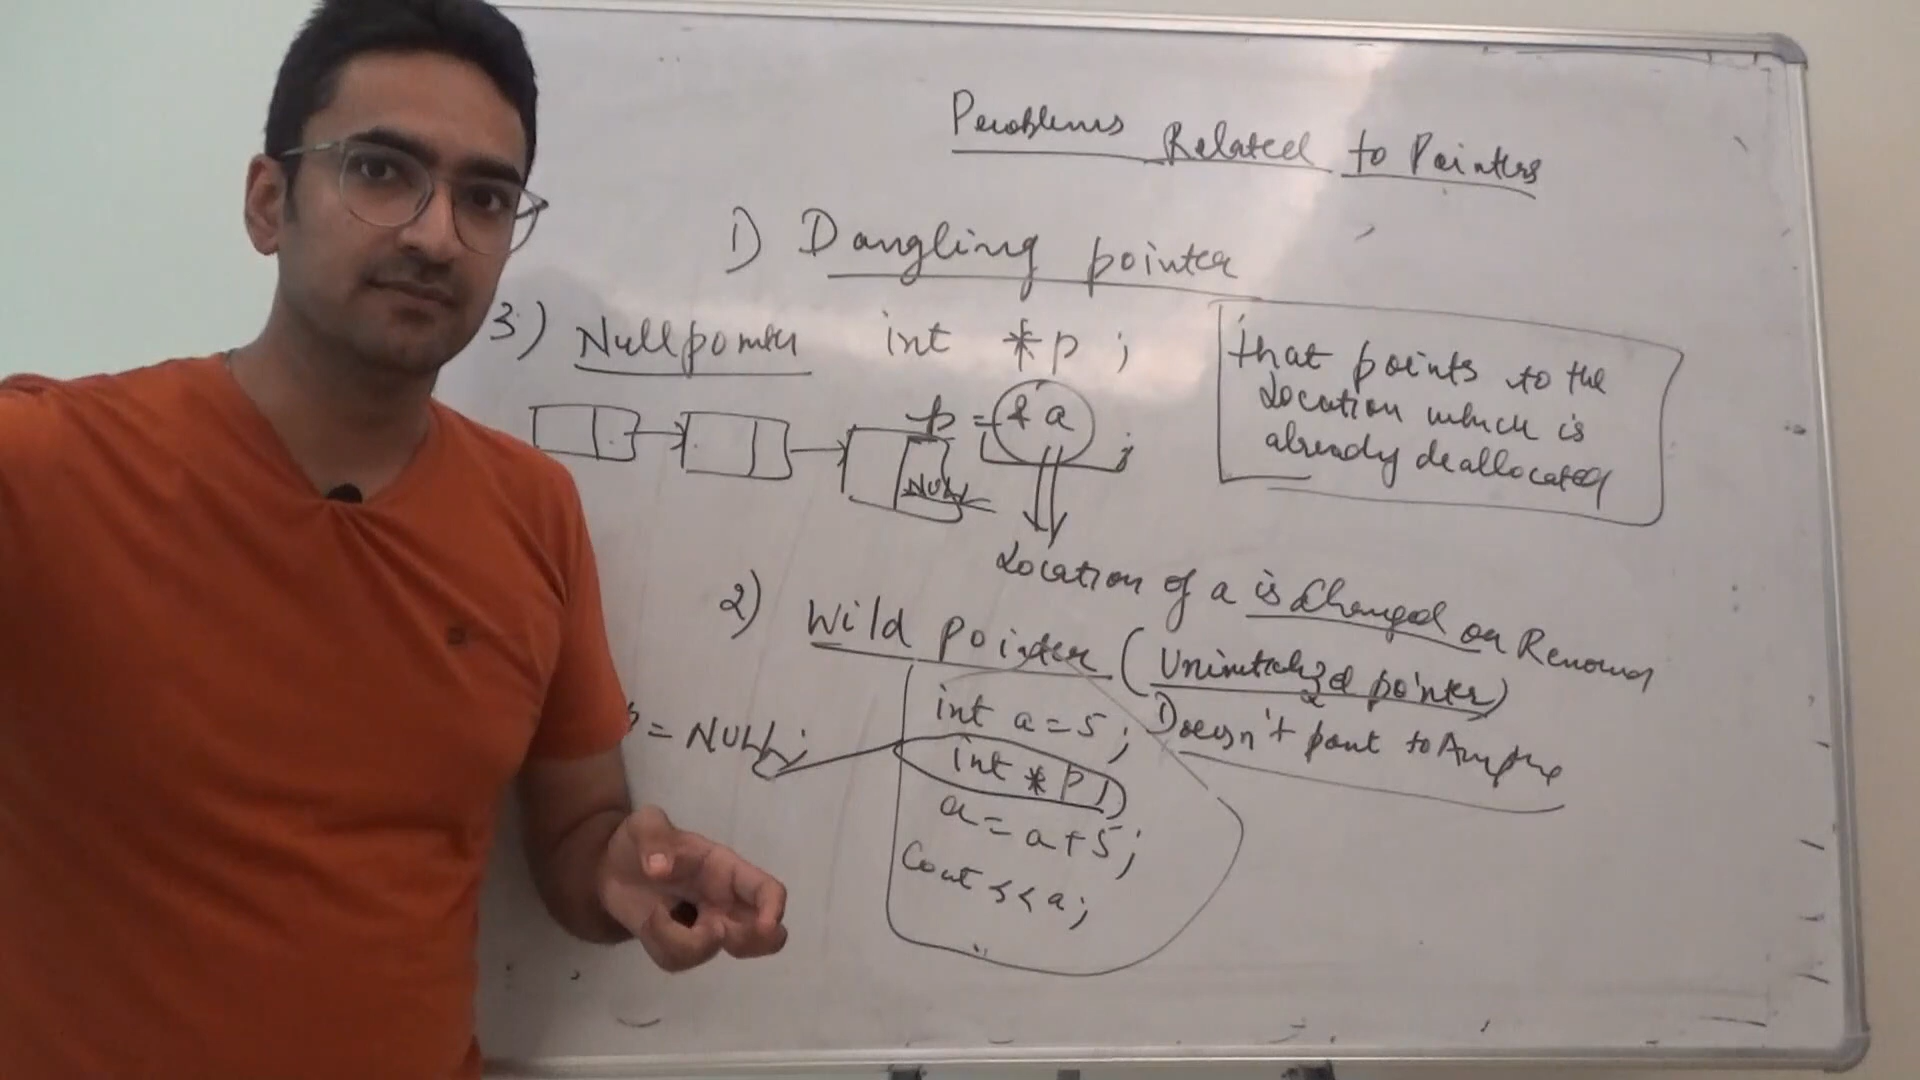 Problems Related to Pointers
1) Dangling pointer
3) Nullpointer
int *p ;
p = &a ;
NULL
that points to the
Location which is
already deallocated
Location of a is Changed or Removed
2) Wild pointer (Uninitialized pointer)
Doesn't point to Anything
p = NULL;
int a = 5 ;
int *p ;
a = a + 5 ;
Cout << a ;